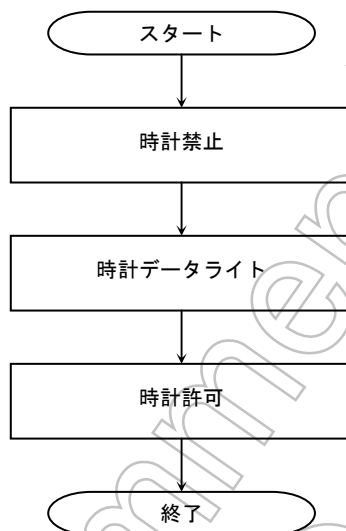 スタート
時計禁止
時計データライト
時計許可
終了